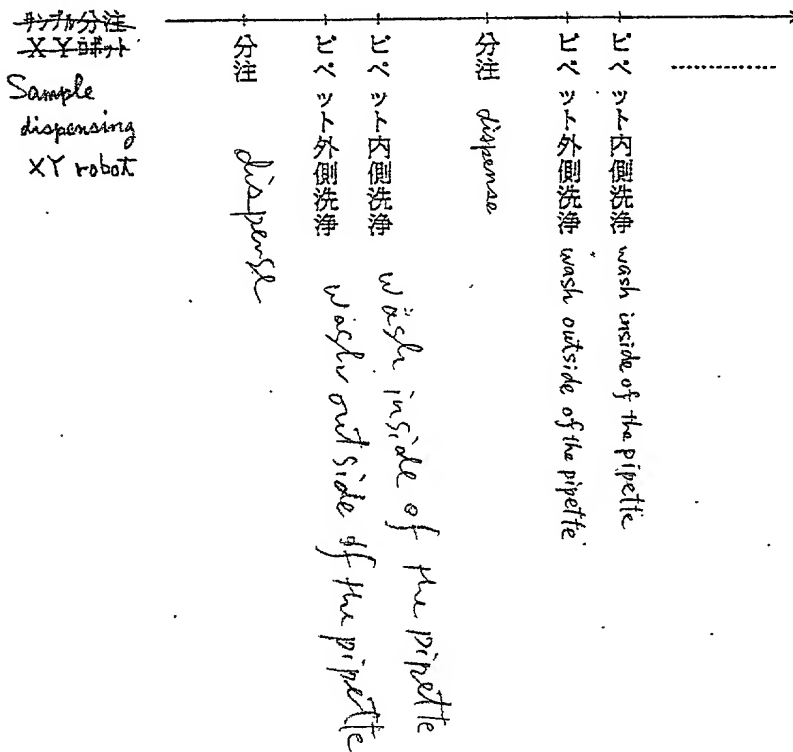 サンプル分注
XYロボット
Sample
dispensing
XY robot
分注
dispense
ピペット外側洗浄
wash outside of the pipette
ピペット内側洗浄
wash inside of the pipette
分注
dispense
ピペット外側洗浄
wash outside of the pipette
ピペット内側洗浄
wash inside of the pipette